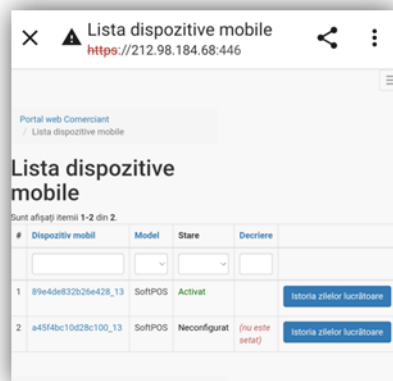 Lista dispozitive mobile
https://212.98.184.68:446
Portal web Comerciant
/ Lista dispozitive mobile
Lista dispozitive
mobile
Sunt afișați itemii 1-2 din 2.
# Dispozitiv mobil Model Stare Decriere
1 89e4de832b26e428_13 SoftPOS Activat Istoria zilelor lucrătoare
2 a45f4bc10d28c100_13 SoftPOS Neconfigurat (nu este
setat) Istoria zilelor lucrătoare